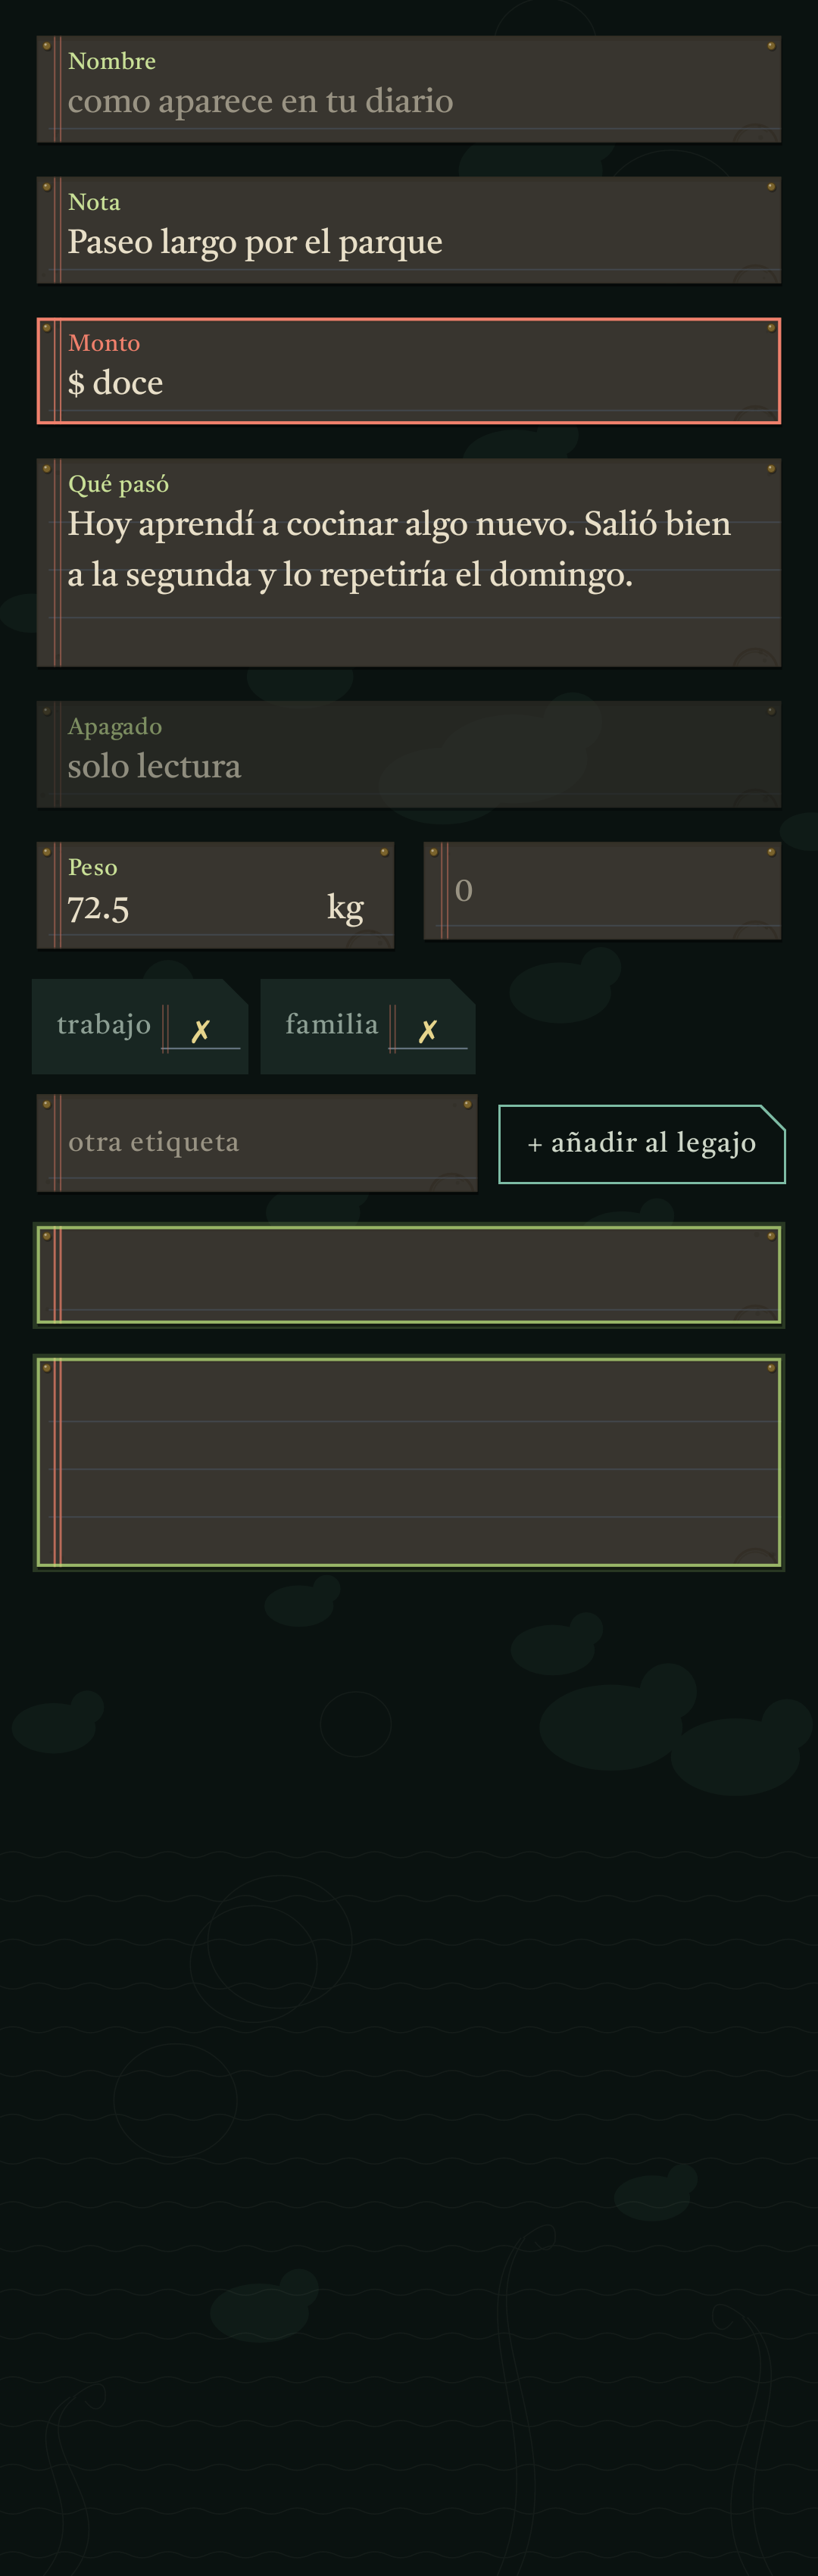 Nombre
como aparece en tu diario
Nota
Paseo largo por el parque
Monto
$ doce
Qué pasó
Hoy aprendí a cocinar algo nuevo. Salió bien
a la segunda y lo repetiría el domingo.
Apagado
solo lectura
Peso
72.5 kg
0
trabajo ✗ familia ✗
otra etiqueta
+ añadir al legajo